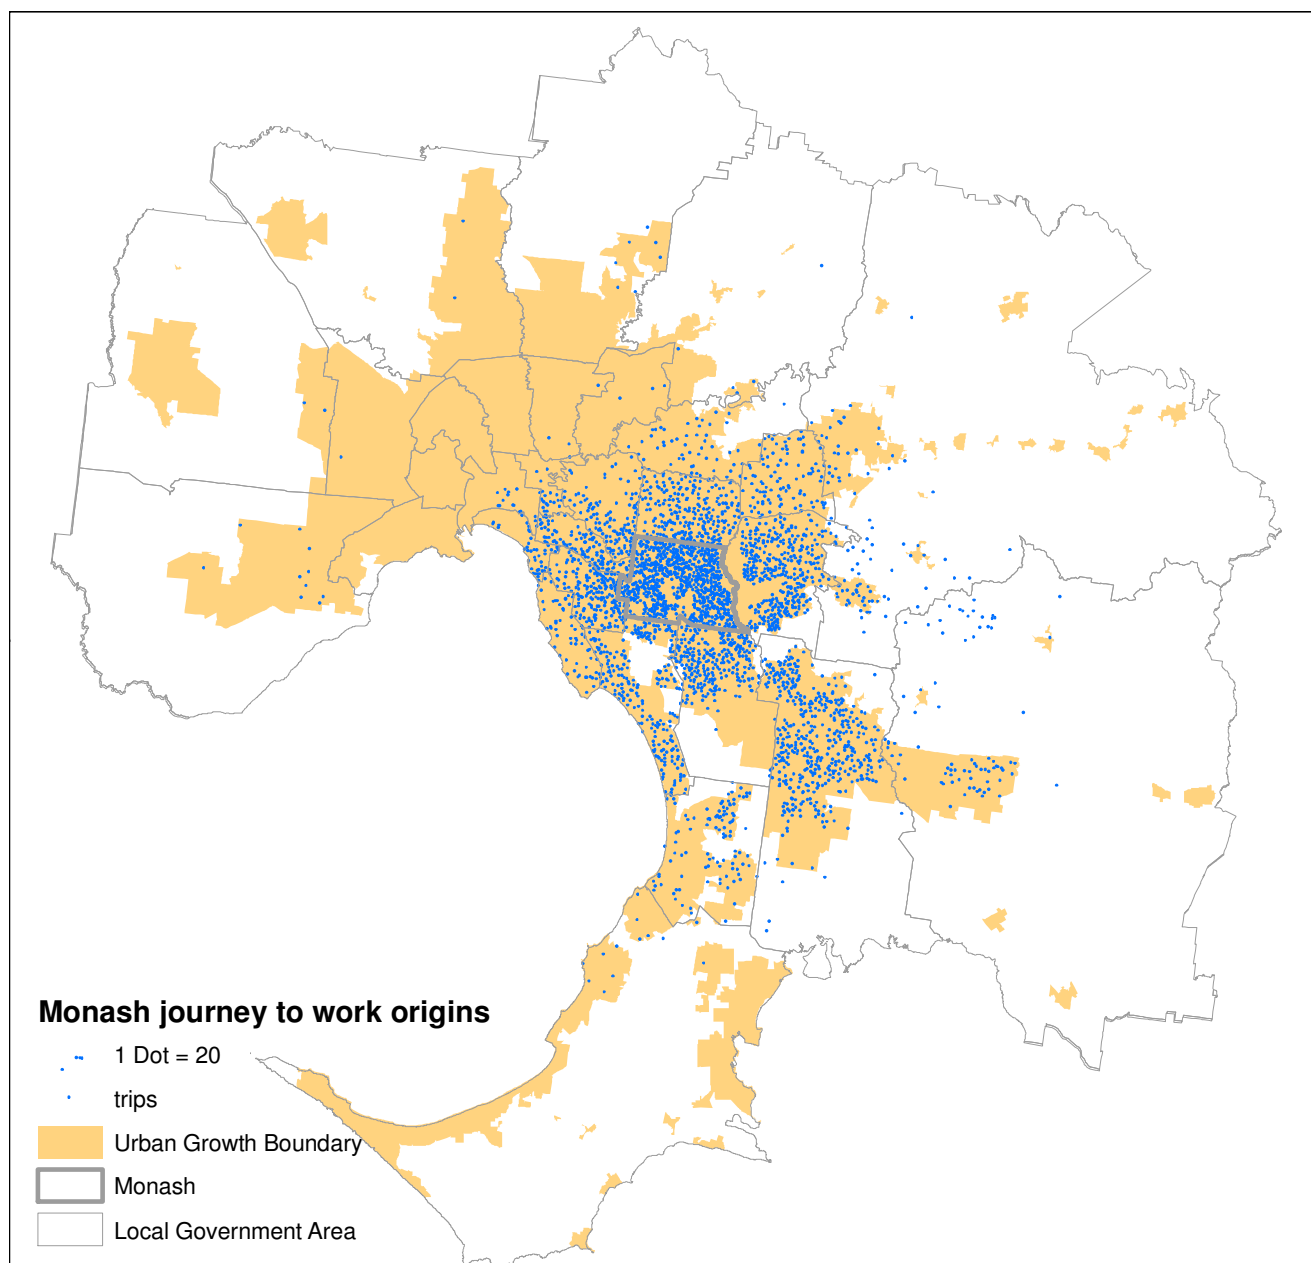 Monash journey to work origins
1 Dot = 20
trips
Urban Growth Boundary
Monash
Local Government Area